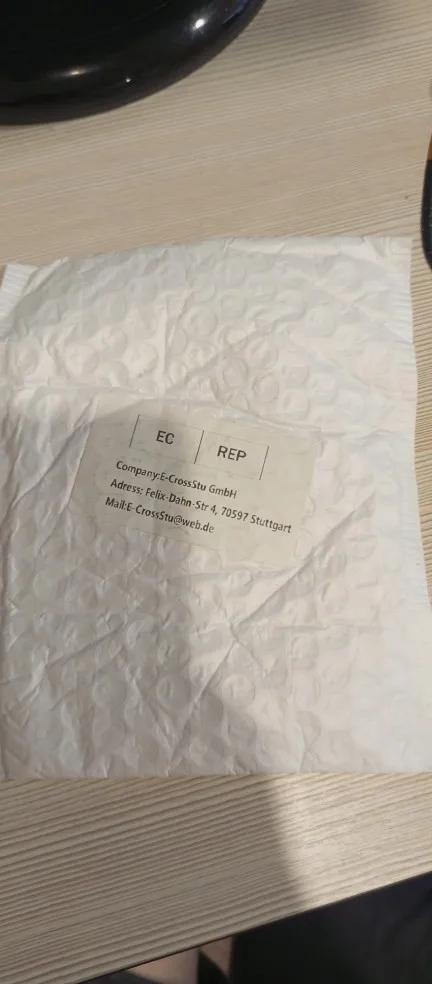 EC REP
Company:E-CrossStu GmbH
Adress: Felix-Dahn-Str 4, 70597 Stuttgart
Mail:E-CrossStu@web.de